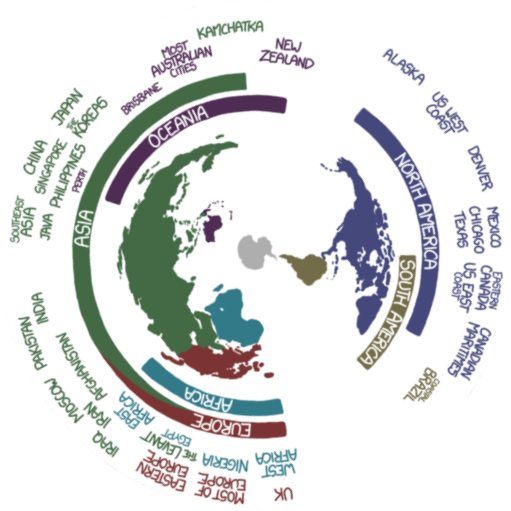 KAMCHATKA
MOST
AUSTRALIAN
CITIES
NEW
ZEALAND
BRISBANE
ALASKA
US WEST
COAST
DENVER
MEXICO
CHICAGO
TEXAS
EASTERN
CANADA
US EAST
COAST
CANADIAN
MARITIMES
COASTAL
BRAZIL
JAPAN
THE
KOREAS
CHINA
SINGAPORE
PHILIPPINES
PERTH
SOUTHEAST
ASIA
JAVA
INDIA
PAKISTAN
AFGHANISTAN
MOSCOW
IRAN
IRAQ
EAST
AFRICA
THE LEVANT
EGYPT
EASTERN
EUROPE
NIGERIA
MOST OF
EUROPE
WEST
AFRICA
UK
OCEANIA
ASIA
NORTH AMERICA
SOUTH AMERICA
AFRICA
EUROPE